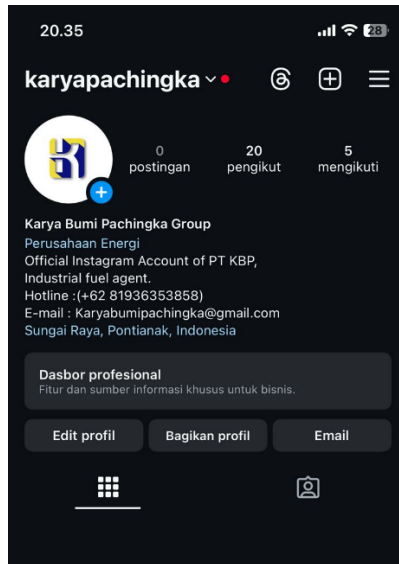 20.35
28
karyapachingka
0
postingan
20
pengikut
5
mengikuti
Karya Bumi Pachingka Group
Perusahaan Energi
Official Instagram Account of PT KBP,
Industrial fuel agent.
Hotline :(+62 81936353858)
E-mail : Karyabumipachingka@gmail.com
Sungai Raya, Pontianak, Indonesia
Dasbor profesional
Fitur dan sumber informasi khusus untuk bisnis.
Edit profil
Bagikan profil
Email